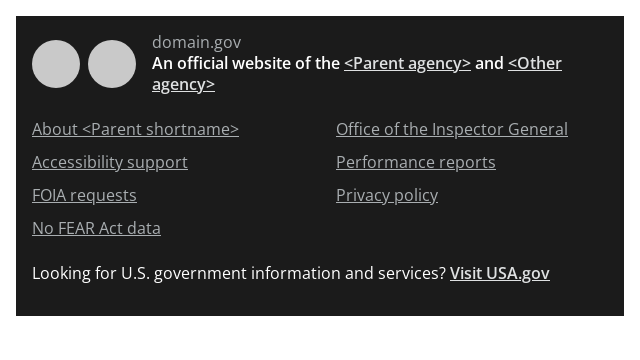 domain.gov
An official website of the <Parent agency> and <Other
agency>
About <Parent shortname>
Office of the Inspector General
Accessibility support
Performance reports
FOIA requests
Privacy policy
No FEAR Act data
Looking for U.S. government information and services? Visit USA.gov